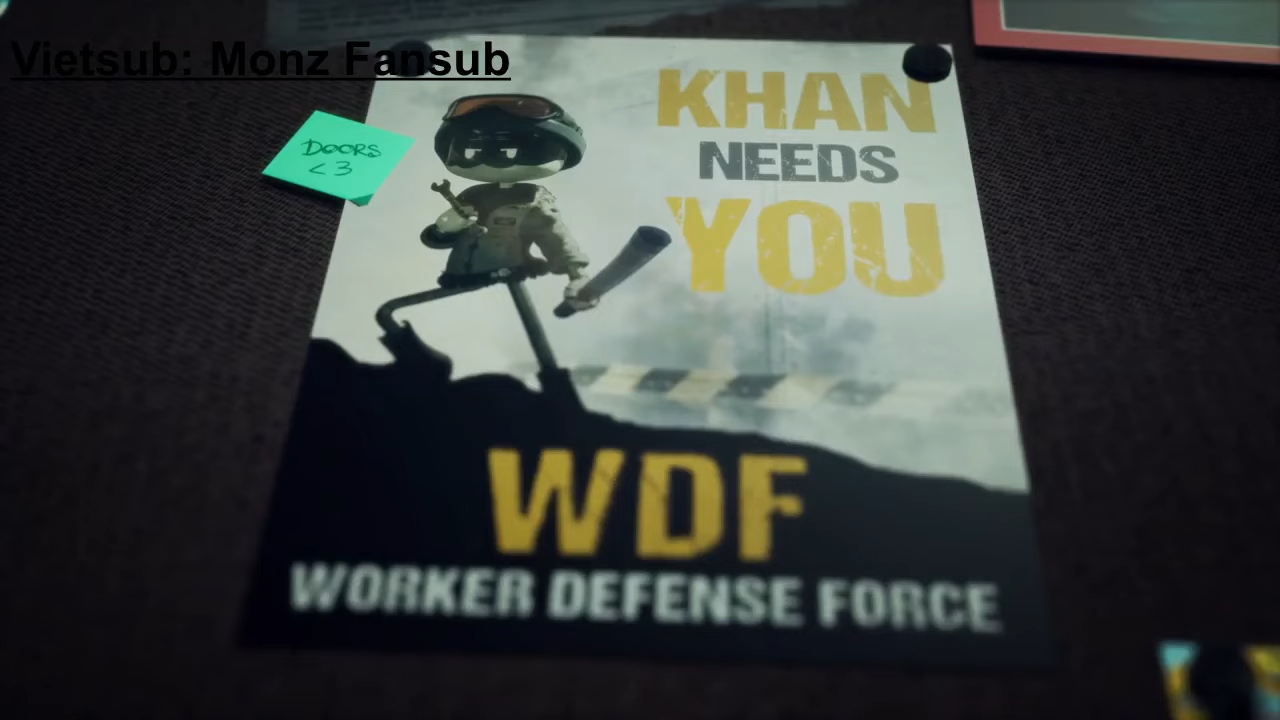 Vietsub: Monz Fansub
DOORS
<3
KHAN
NEEDS
YOU
WDF
WORKER DEFENSE FORCE